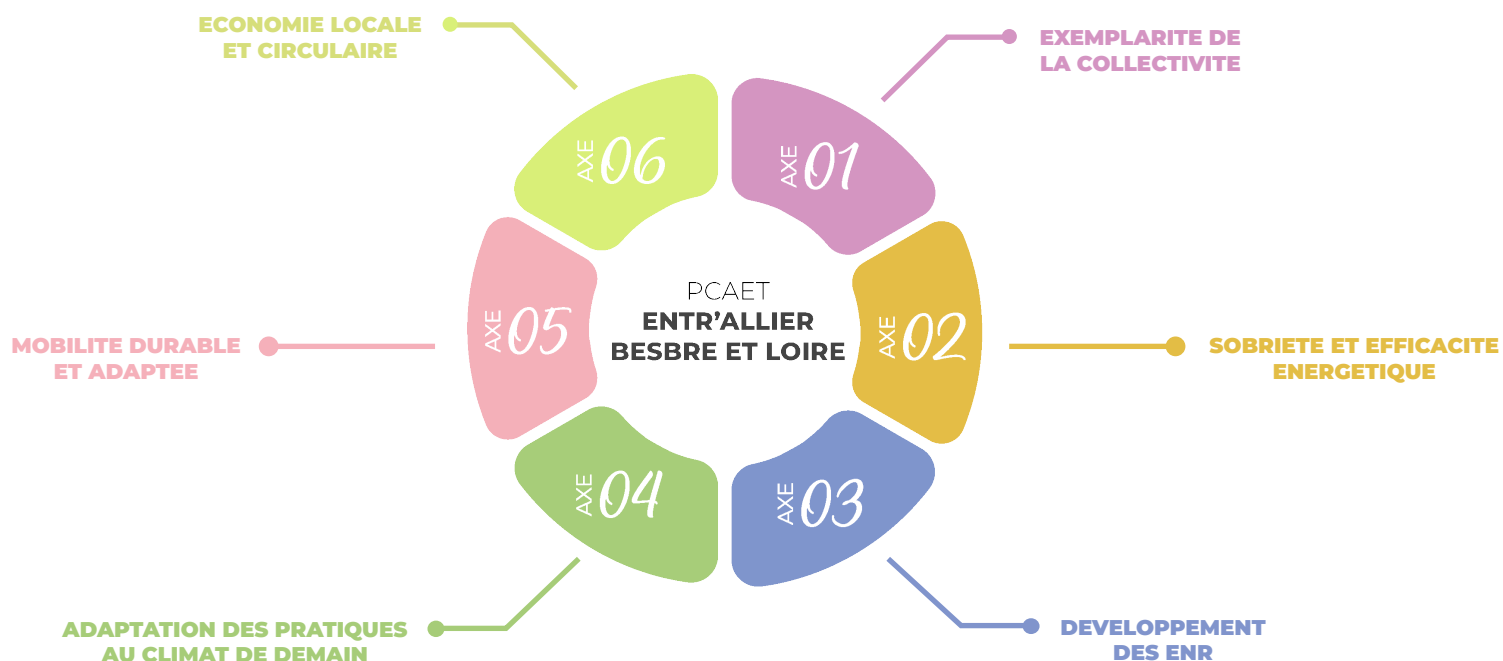 ECONOMIE LOCALE
ET CIRCULAIRE
EXEMPLARITE DE
LA COLLECTIVITE
AXE 06
AXE 01
PCAET
ENTR'ALLIER
BESBRE ET LOIRE
AXE 05
AXE 02
MOBILITE DURABLE
ET ADAPTEE
SOBRIETE ET EFFICACITE
ENERGETIQUE
AXE 04
AXE 03
ADAPTATION DES PRATIQUES
AU CLIMAT DE DEMAIN
DEVELOPPEMENT
DES ENR